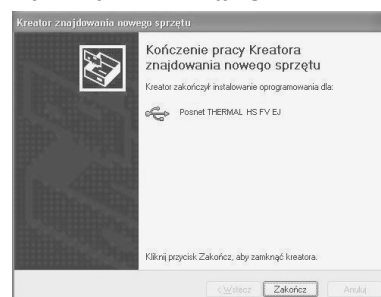 Kreator znajdowania nowego sprzętu
Kończenie pracy Kreatora
znajdowania nowego sprzętu
Kreator zakończył instalowanie oprogramowania dla:
Posnet THERMAL HS FV EJ
Kliknij przycisk Zakończ, aby zamknąć kreatora.
< Wstecz Zakończ Anuluj